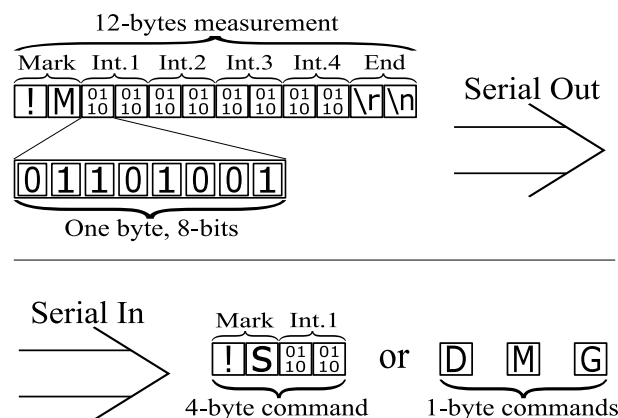 12-bytes measurement
Mark Int.1 Int.2 Int.3 Int.4 End
! M 01 10 01 10 01 10 01 10 01 10 01 10 01 10 01 10 \r \n
Serial Out
0 1 1 0 1 0 0 1
One byte, 8-bits
Serial In
Mark Int.1
! S 01 10 01 10 or D M G
4-byte command 1-byte commands